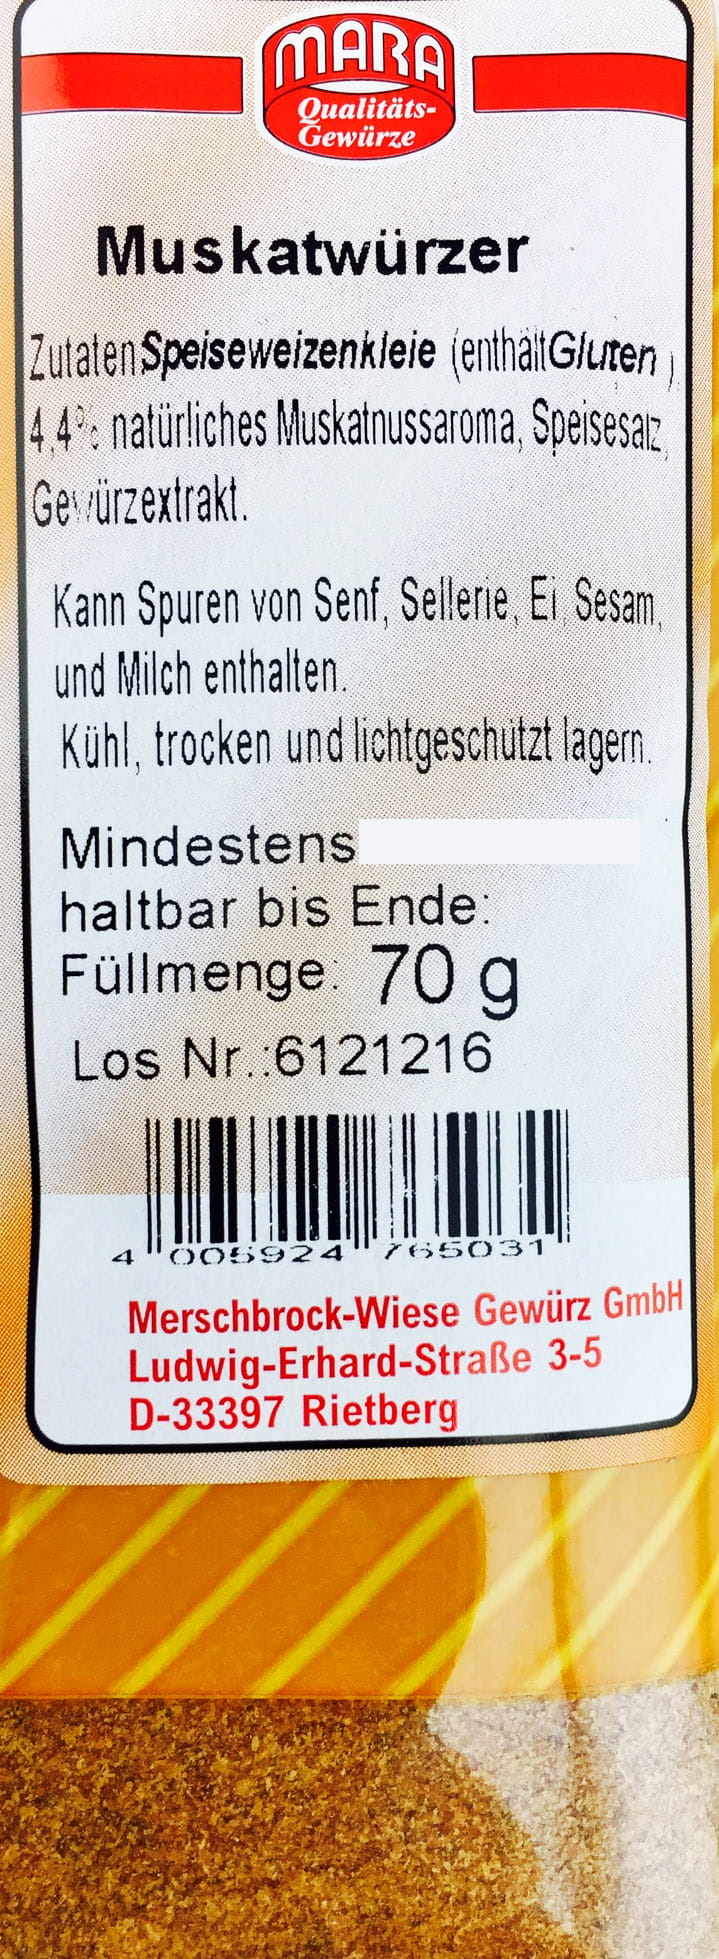 MARA
Qualitäts-
Gewürze
Muskatwürzer
Zutaten Speiseweizenkleie (enthält Gluten ),
4,4% natürliches Muskatnussaroma, Speisesalz,
Gewürzextrakt.
Kann Spuren von Senf, Sellerie, Ei, Sesam,
und Milch enthalten.
Kühl, trocken und lichtgeschützt lagern.
Mindestens
haltbar bis Ende:
Füllmenge: 70 g
Los Nr.:6121216
4 005924 765031
Merschbrock-Wiese Gewürz GmbH
Ludwig-Erhard-Straße 3-5
D-33397 Rietberg